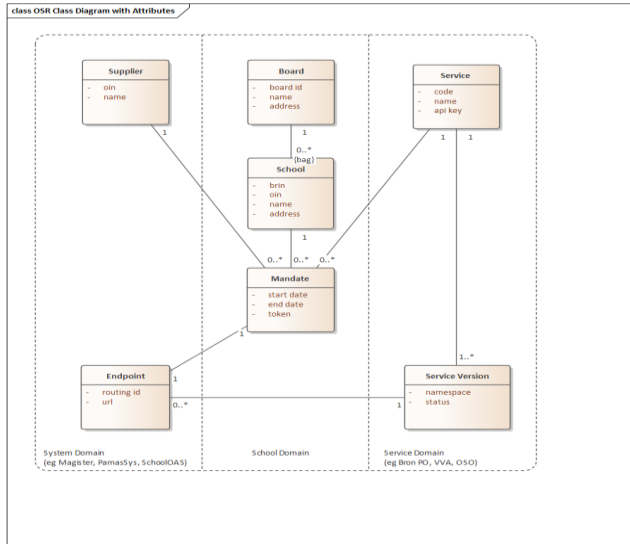 class OSR Class Diagram with Attributes
Supplier
- oin
- name
Board
- board id
- name
- address
Service
- code
- name
- api key
1
1
1
1
0..*
{bag}
School
- brin
- oin
- name
- address
1
0..*
0..*
0..*
Mandate
- start date
- end date
- token
1
1
1..*
Endpoint
- routing id
- url
0..*
Service Version
- namespace
- status
1
System Domain
(eg Magister, ParnasSys, SchoolOAS)
School Domain
Service Domain
(eg Bron PO, VVA, OSO)